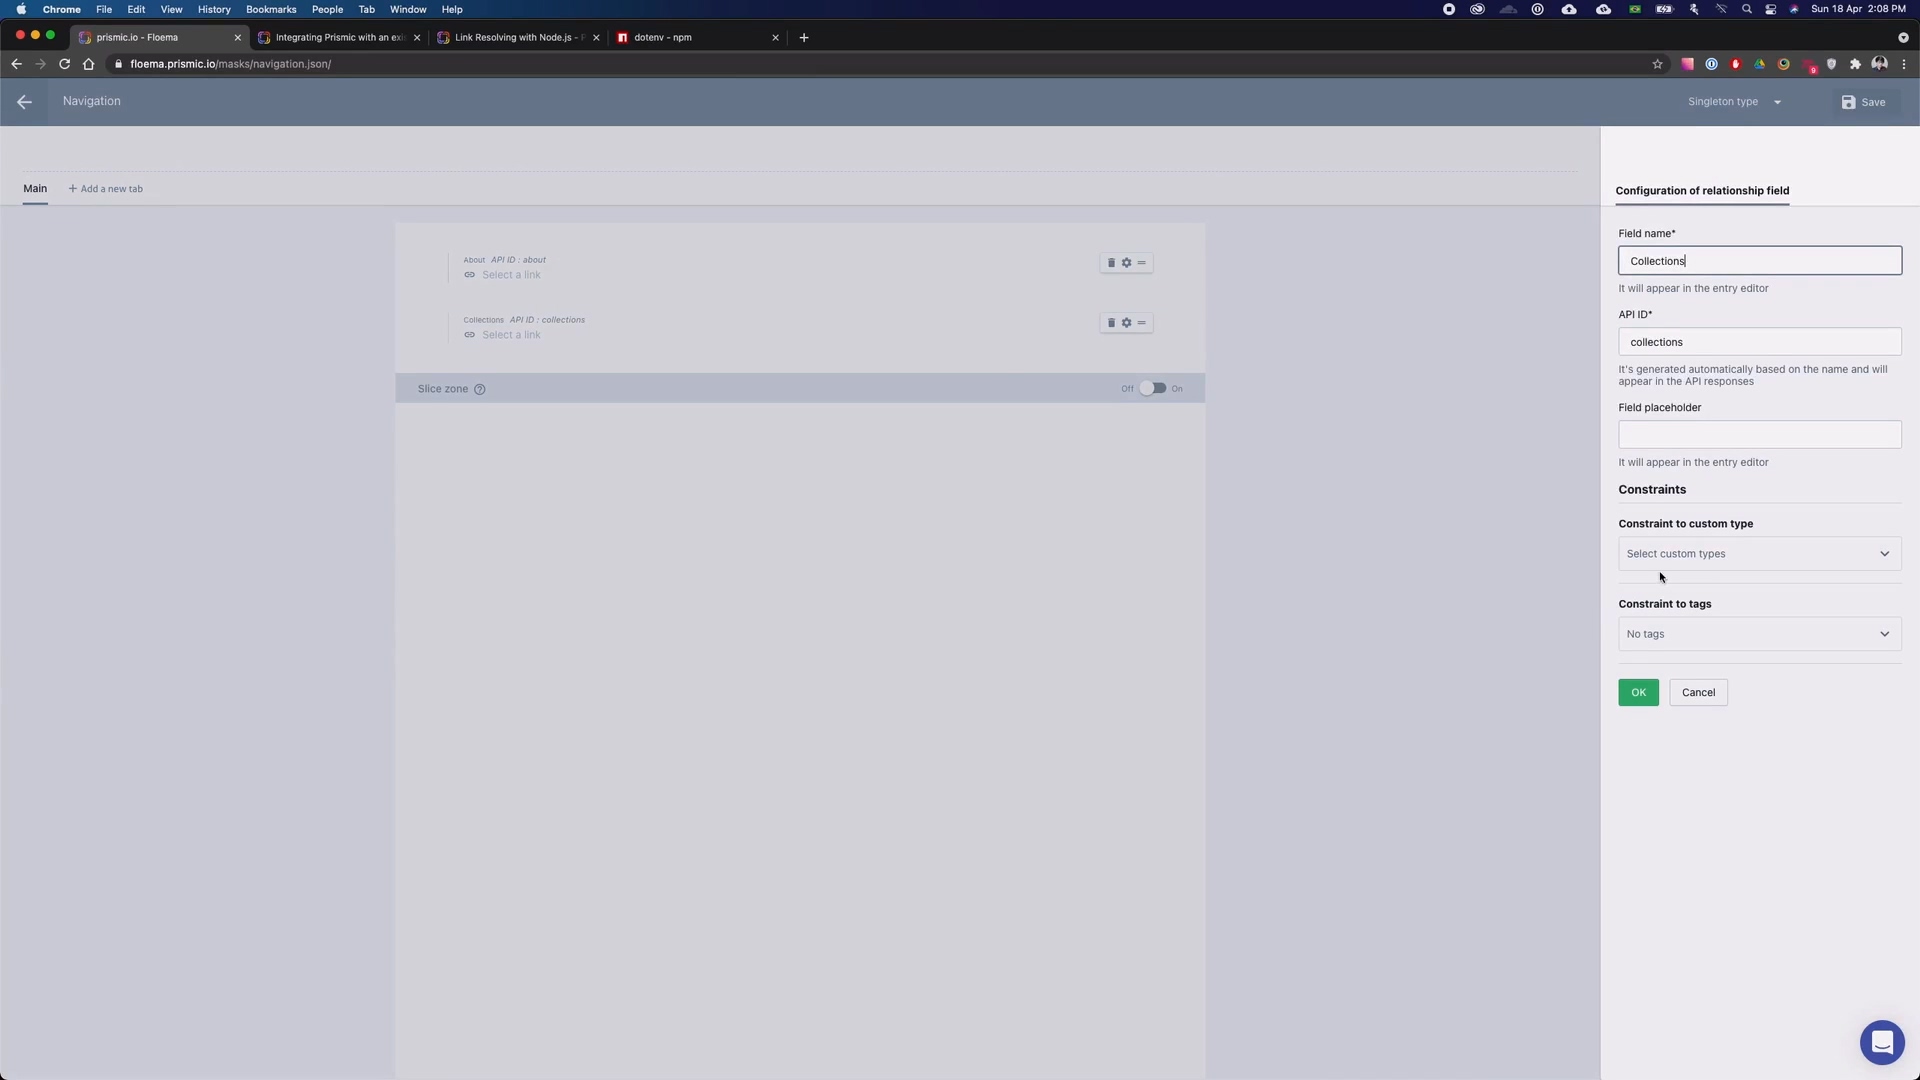 Chrome File Edit View History Bookmarks People Tab Window Help Sun 18 Apr 2:08 PM
prismic.io - Floema Integrating Prismic with an exi Link Resolving with Node.js - P dotenv - npm
floema.prismic.io/masks/navigation.json/ 9
Navigation Singleton type Save
Main + Add a new tab
Configuration of relationship field
About API ID : about
Select a link
Collections API ID : collections
Select a link
Slice zone ? Off On
Field name*
Collections
It will appear in the entry editor
API ID*
collections
It's generated automatically based on the name and will
appear in the API responses
Field placeholder
It will appear in the entry editor
Constraints
Constraint to custom type
Select custom types
Constraint to tags
No tags
OK Cancel